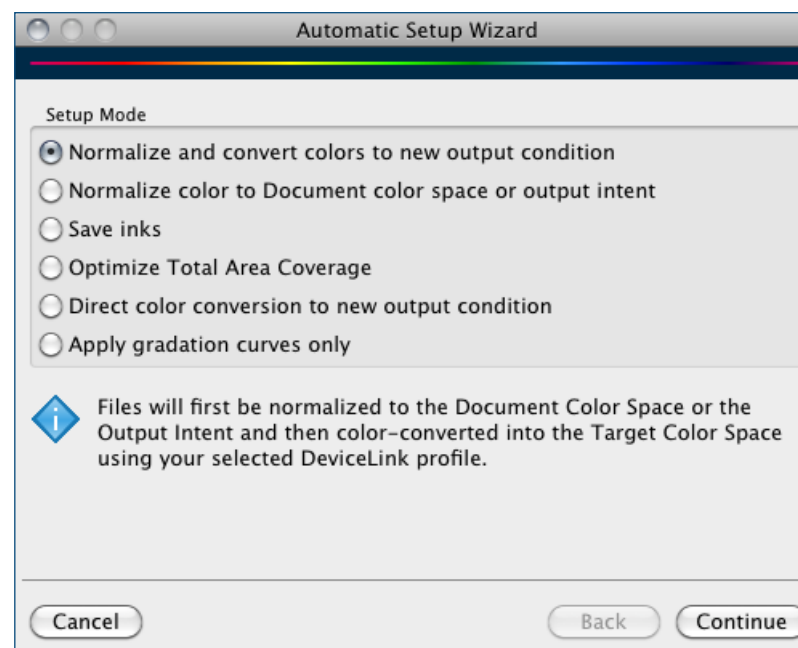 Automatic Setup Wizard
Setup Mode
Normalize and convert colors to new output condition
Normalize color to Document color space or output intent
Save inks
Optimize Total Area Coverage
Direct color conversion to new output condition
Apply gradation curves only
Files will first be normalized to the Document Color Space or the
Output Intent and then color-converted into the Target Color Space
using your selected DeviceLink profile.
Cancel Back Continue